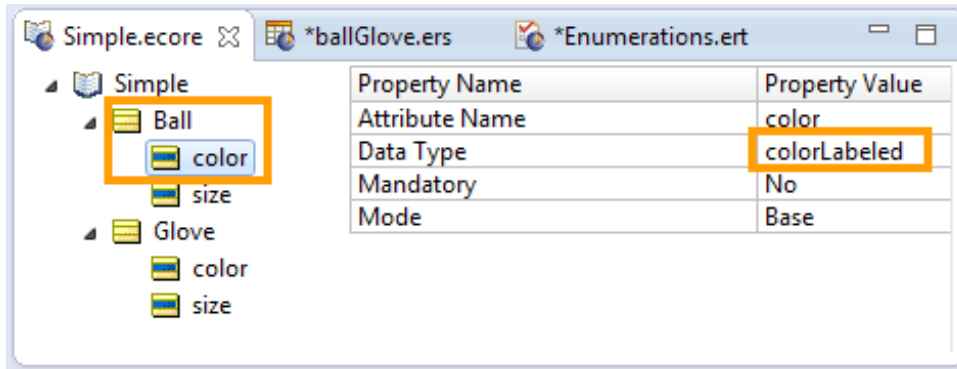 Simple.ecore *ballGlove.ers *Enumerations.ert
Simple Property Name Property Value
Ball Attribute Name color
color Data Type colorLabeled
size Mandatory No
Glove Mode Base
color
size